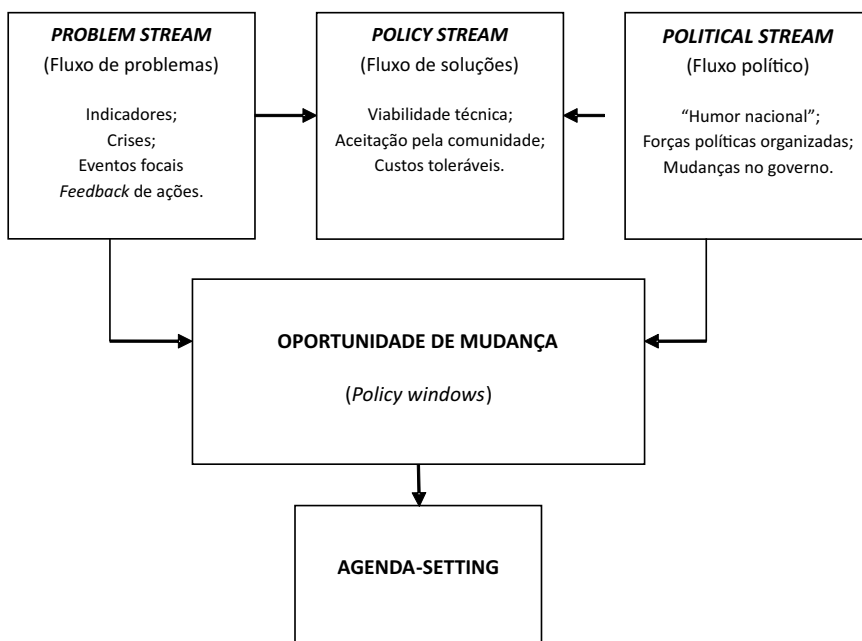 PROBLEM STREAM
(Fluxo de problemas)
Indicadores;
Crises;
Eventos focais
Feedback de ações.
POLICY STREAM
(Fluxo de soluções)
Viabilidade técnica;
Aceitação pela comunidade;
Custos toleráveis.
POLITICAL STREAM
(Fluxo político)
“Humor nacional”;
Forças políticas organizadas;
Mudanças no governo.
OPORTUNIDADE DE MUDANÇA
(Policy windows)
AGENDA-SETTING